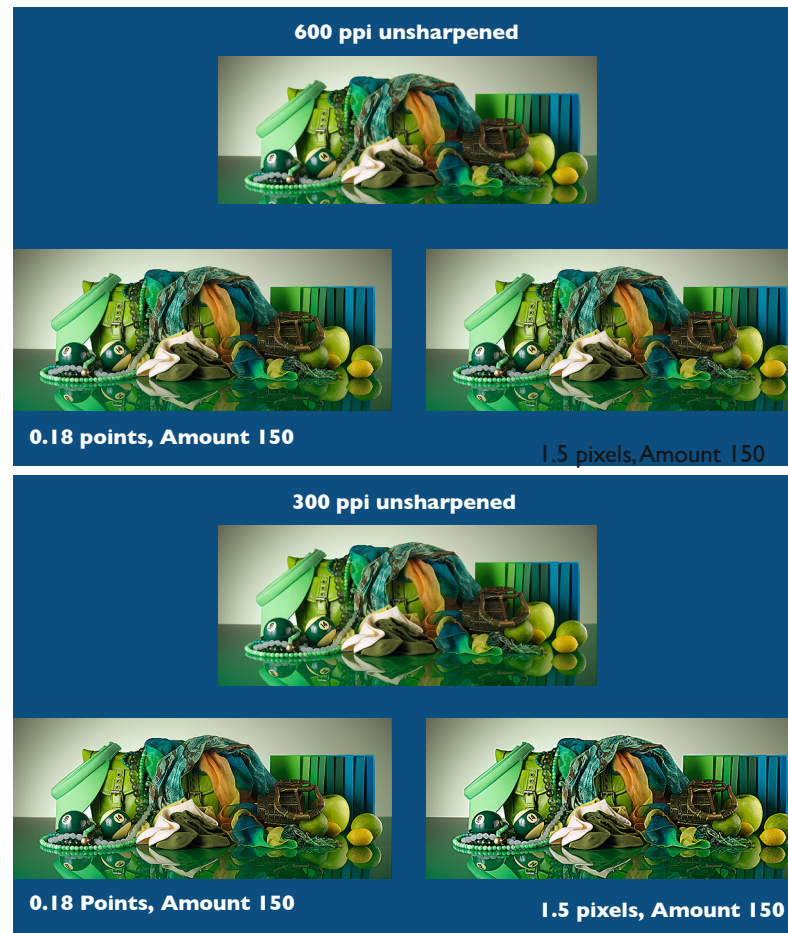 600 ppi unsharpened
0.18 points, Amount 150
1.5 pixels, Amount 150
300 ppi unsharpened
0.18 Points, Amount 150
1.5 pixels, Amount 150